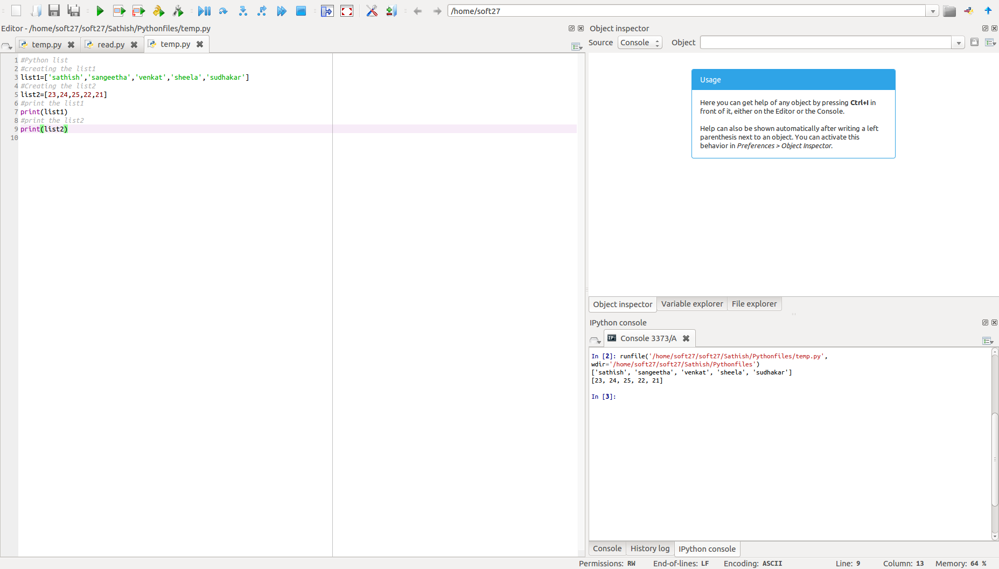 /home/soft27
Editor - /home/soft27/soft27/Sathish/Pythonfiles/temp.py
temp.py read.py temp.py
1 #Python list
2 #creating the list1
3 list1=['sathish','sangeetha','venkat','sheela','sudhakar']
4 #Creating the list2
5 list2=[23,24,25,22,21]
6 #print the list1
7 print(list1)
8 #print the list2
9 print(list2)
10
Object inspector
Source Console Object
Usage
Here you can get help of any object by pressing Ctrl+I in
front of it, either on the Editor or the Console.
Help can also be shown automatically after writing a left
parenthesis next to an object. You can activate this
behavior in Preferences > Object Inspector.
Object inspector Variable explorer File explorer
IPython console
IP: Console 3373/A
In [2]: runfile('/home/soft27/soft27/Sathish/Pythonfiles/temp.py',
wdir='/home/soft27/soft27/Sathish/Pythonfiles')
['sathish', 'sangeetha', 'venkat', 'sheela', 'sudhakar']
[23, 24, 25, 22, 21]
In [3]:
Console History log IPython console
Permissions: RW End-of-lines: LF Encoding: ASCII Line: 9 Column: 13 Memory: 64 %